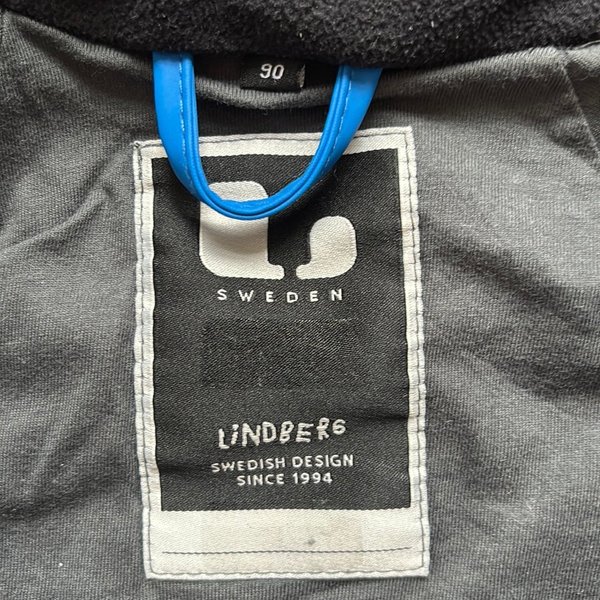 90
SWEDEN
LiNDBERG
SWEDISH DESIGN
SINCE 1994